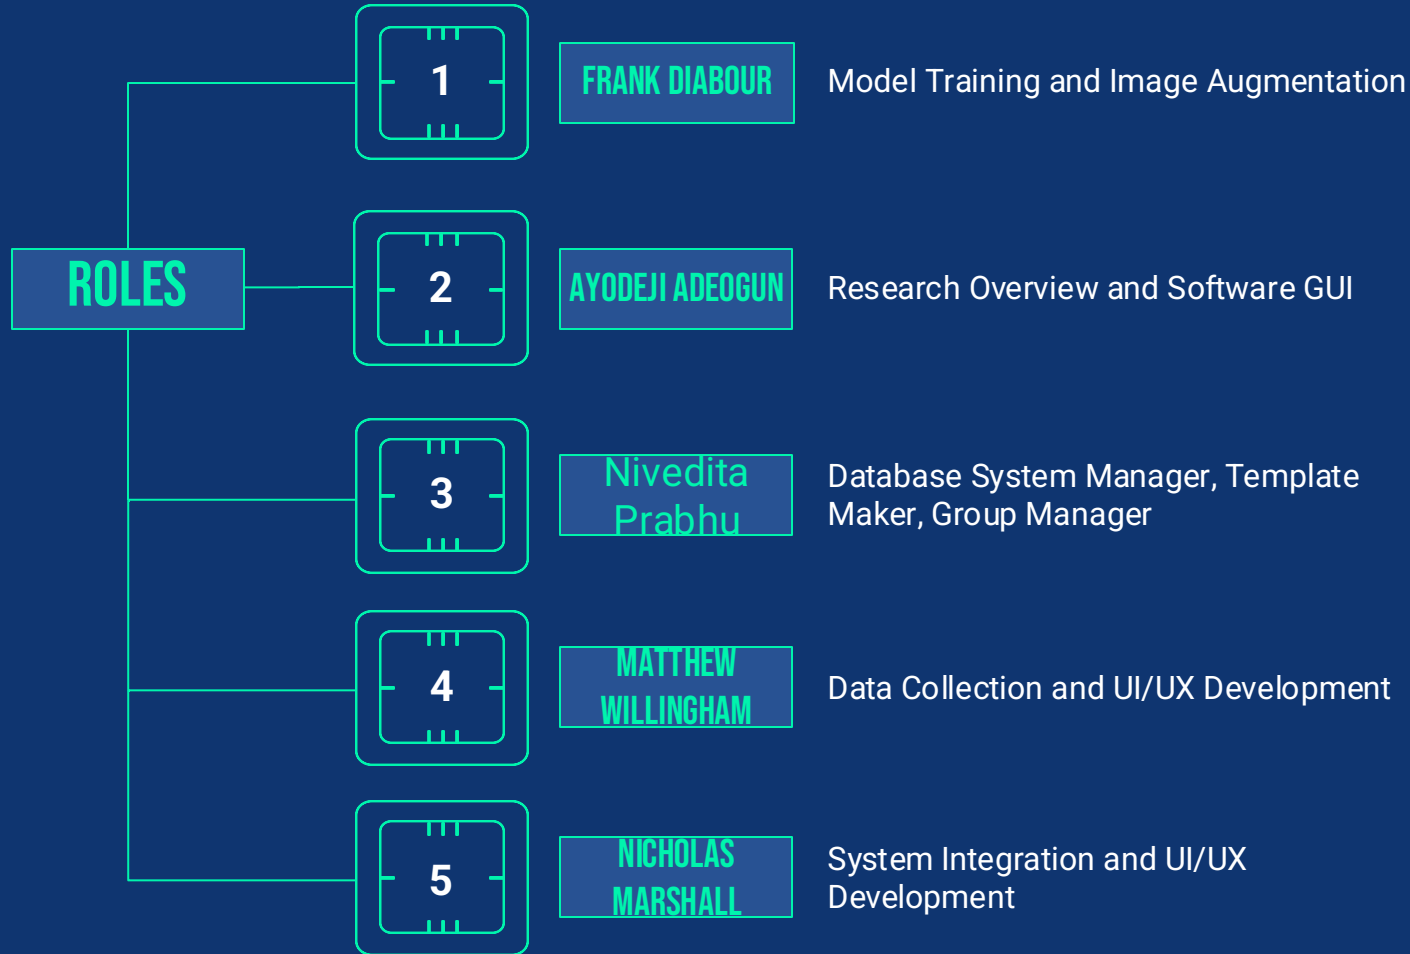 ROLES
1
FRANK DIABOUR
Model Training and Image Augmentation
2
AYODEJI ADEOGUN
Research Overview and Software GUI
3
Nivedita
Prabhu
Database System Manager, Template
Maker, Group Manager
4
MATTHEW
WILLINGHAM
Data Collection and UI/UX Development
5
NICHOLAS
MARSHALL
System Integration and UI/UX
Development